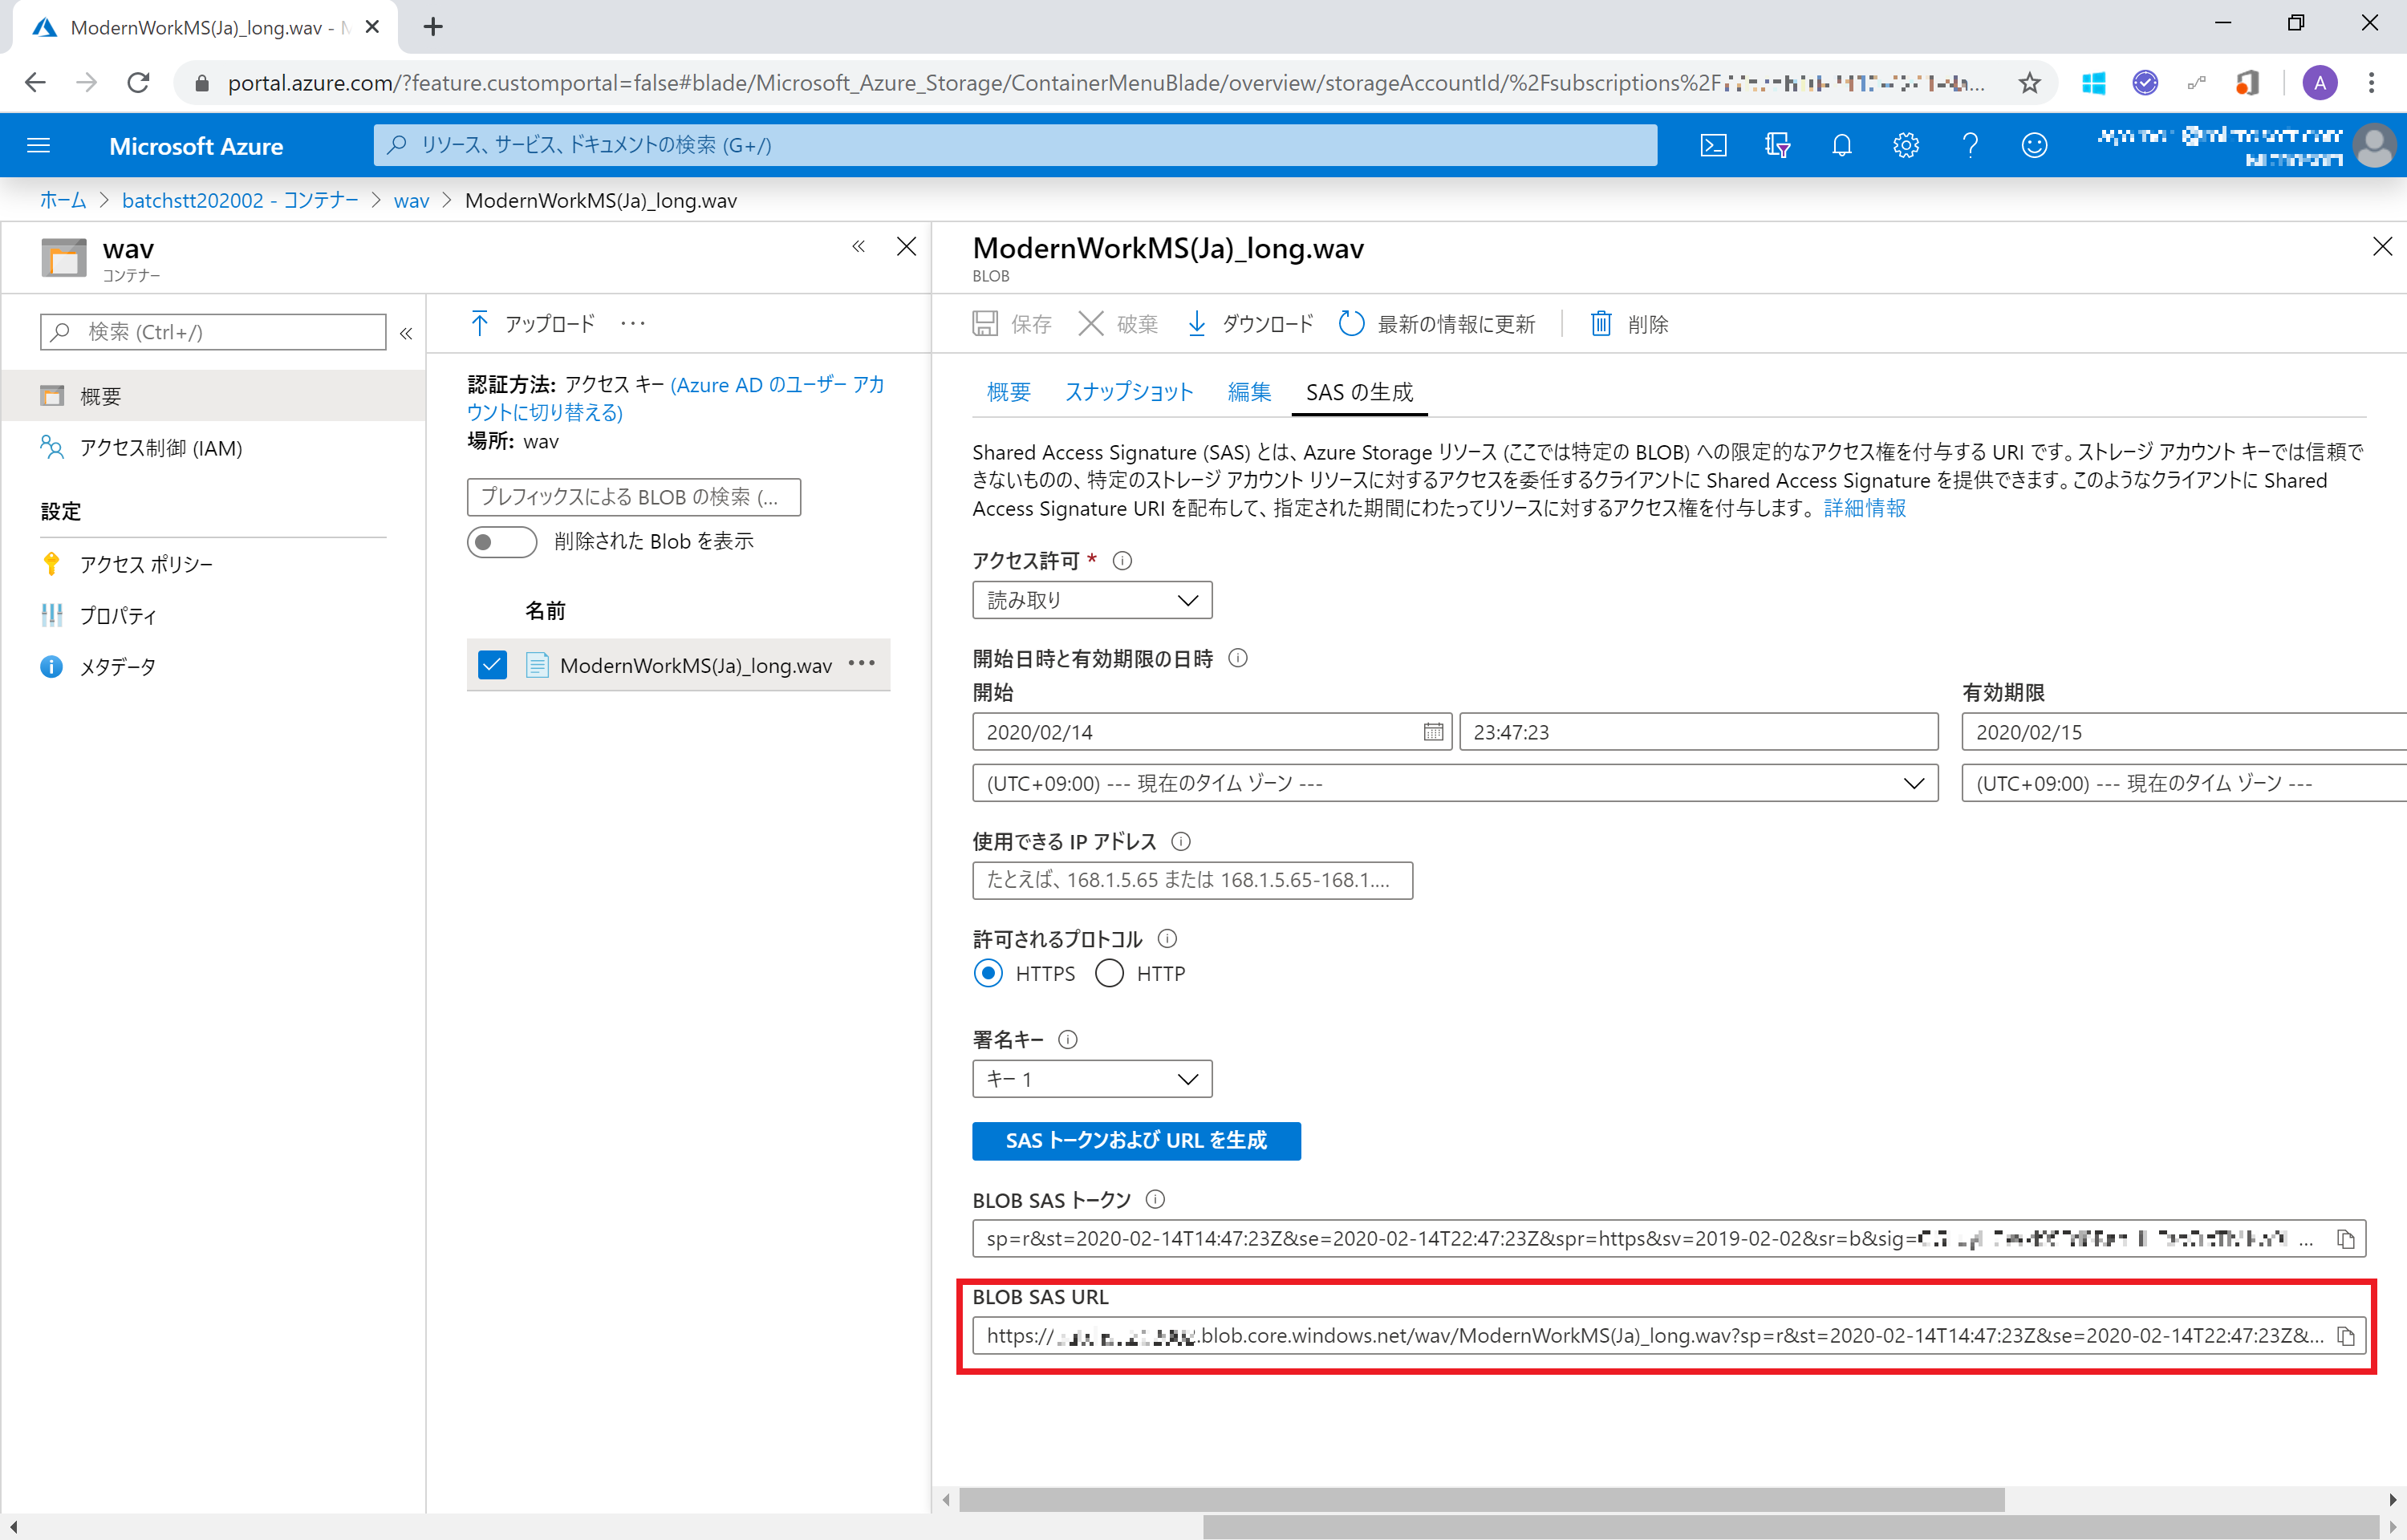 ModernWorkMS(Ja)_long.wav - M
portal.azure.com/?feature.customportal=false#blade/Microsoft_Azure_Storage/ContainerMenuBlade/overview/storageAccountId/%2Fsubscriptions%2F
A
Microsoft Azure
リソース、サービス、ドキュメントの検索 (G+/)
ホーム > batchstt202002 - コンテナー > wav > ModernWorkMS(Ja)_long.wav
wav
コンテナー
検索 (Ctrl+/)
概要
アクセス制御 (IAM)
設定
アクセス ポリシー
プロパティ
メタデータ
アップロード
認証方法: アクセス キー (Azure AD のユーザー アカ
ウントに切り替える)
場所: wav
プレフィックスによる BLOB の検索 (...
削除された Blob を表示
名前
ModernWorkMS(Ja)_long.wav
ModernWorkMS(Ja)_long.wav
BLOB
保存 破棄 ダウンロード 最新の情報に更新 削除
概要 スナップショット 編集 SAS の生成
Shared Access Signature (SAS) とは、Azure Storage リソース (ここでは特定の BLOB) への限定的なアクセス権を付与する URI です。ストレージ アカウント キーでは信頼で
きないものの、特定のストレージ アカウント リソースに対するアクセスを委任するクライアントに Shared Access Signature を提供できます。このようなクライアントに Shared
Access Signature URI を配布して、指定された期間にわたってリソースに対するアクセス権を付与します。 詳細情報
アクセス許可 *
読み取り
開始日時と有効期限の日時
開始 有効期限
2020/02/14 23:47:23 2020/02/15
(UTC+09:00) --- 現在のタイム ゾーン --- (UTC+09:00) --- 現在のタイム ゾーン ---
使用できる IP アドレス
たとえば、168.1.5.65 または 168.1.5.65-168.1....
許可されるプロトコル
HTTPS HTTP
署名キー
キー 1
SAS トークンおよび URL を生成
BLOB SAS トークン
sp=r&st=2020-02-14T14:47:23Z&se=2020-02-14T22:47:23Z&spr=https&sv=2019-02-02&sr=b&sig= ...
BLOB SAS URL
https:// .blob.core.windows.net/wav/ModernWorkMS(Ja)_long.wav?sp=r&st=2020-02-14T14:47:23Z&se=2020-02-14T22:47:23Z&...